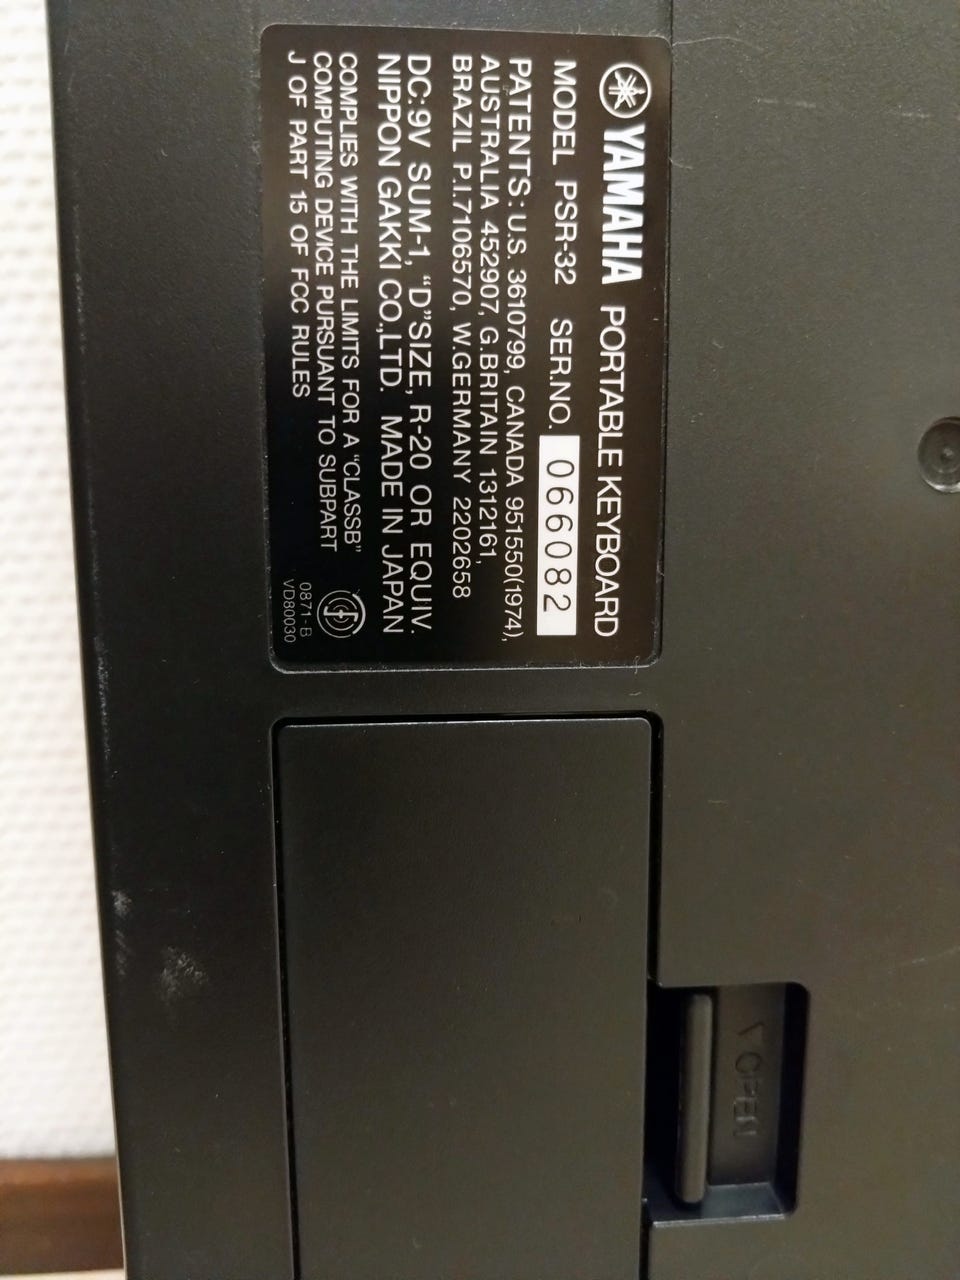 YAMAHA PORTABLE KEYBOARD
MODEL PSR-32 SER.NO. 066082
PATENTS: U.S. 3610799, CANADA 951550(1974),
AUSTRALIA 452907, G.BRITAIN 1312161,
BRAZIL P.I.7106570, W.GERMANY 2202658
DC:9V SUM-1, "D"SIZE, R-20 OR EQUIV.
NIPPON GAKKI CO.,LTD. MADE IN JAPAN
COMPLIES WITH THE LIMITS FOR A "CLASSB"
COMPUTING DEVICE PURSUANT TO SUBPART
J OF PART 15 OF FCC RULES
0871-B
VD80030
OPEN